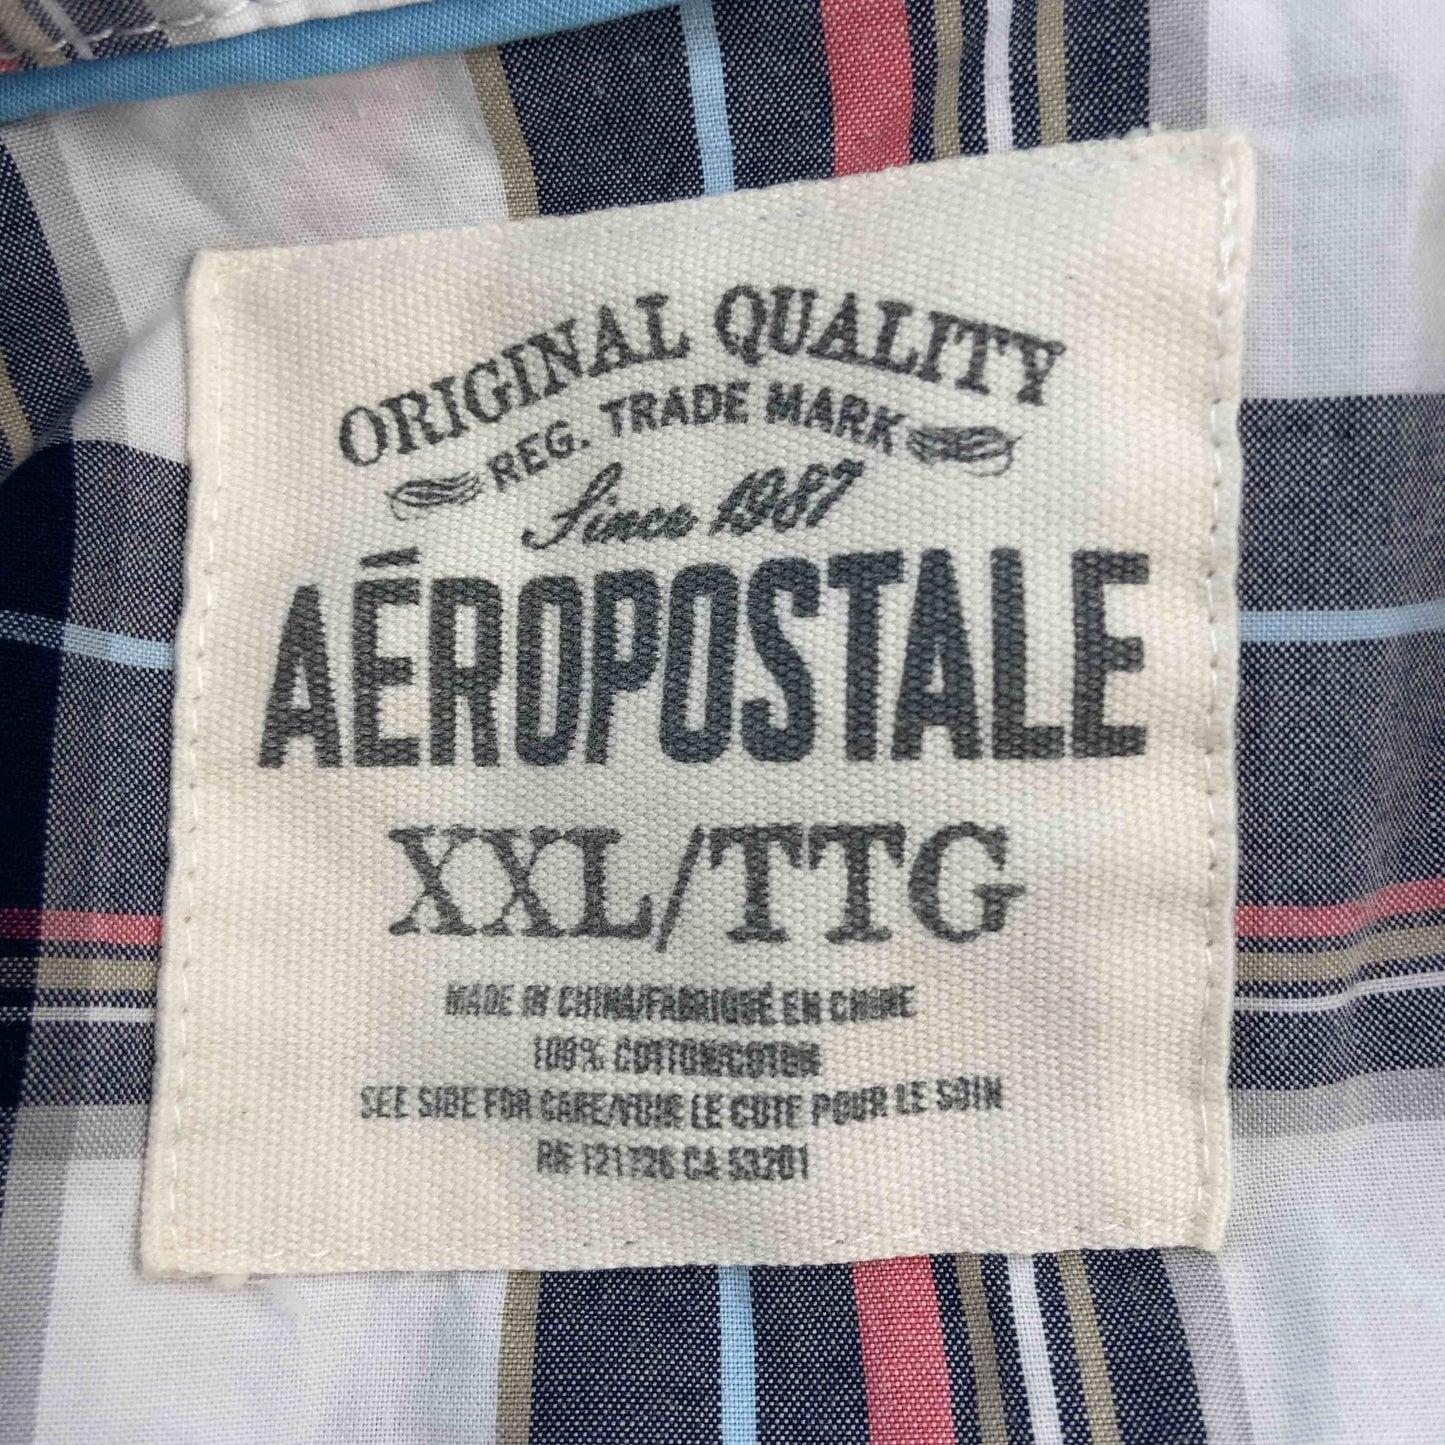 ORIGINAL QUALITY
REG. TRADE MARK
Since 1987
AÉROPOSTALE
XXL/TTG
MADE IN CHINA/FABRIQUÉ EN CHINE
100% COTTON/COTON
SEE SIDE FOR CARE/VOIR LE COTE POUR LE SOIN
RN 121726 CA 53201